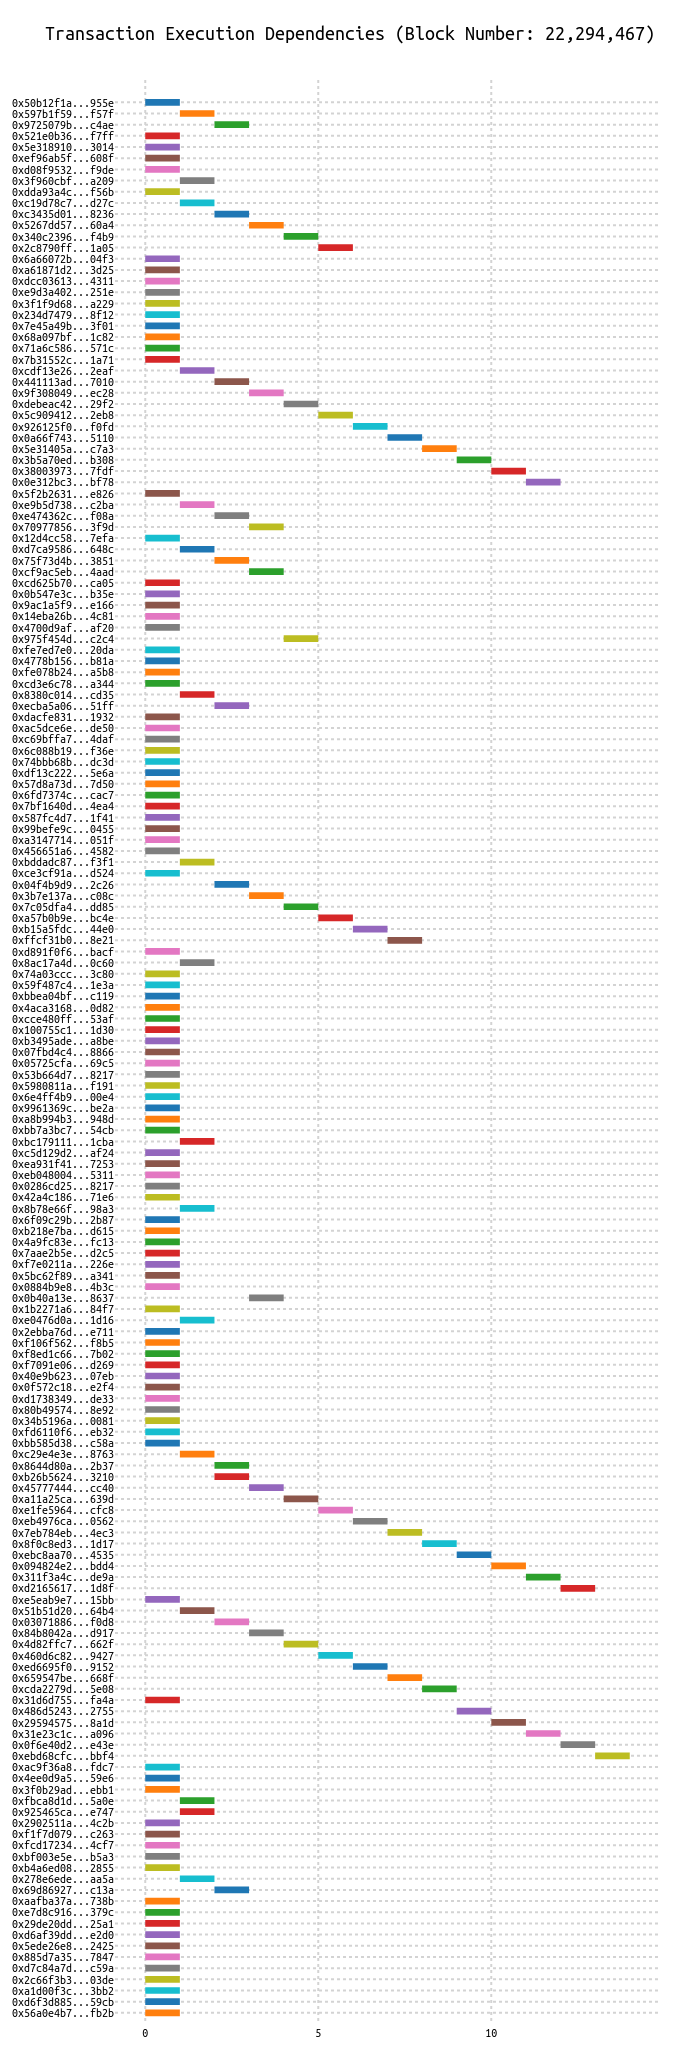 Transaction Execution Dependencies (Block Number: 22,294,467)
0x50b12f1a...955e
0x597b1f59...f57f
0x9725079b...c4ae
0x521e0b36...f7ff
0x5e318910...3014
0xef96ab5f...608f
0xd08f9532...f9de
0x3f960cbf...a209
0xdda93a4c...f56b
0xc19d78c7...d27c
0xc3435d01...8236
0x5267dd57...60a4
0x340c2396...f4b9
0x2c8790ff...1a05
0x6a66072b...04f3
0xa61871d2...3d25
0xdcc03613...4311
0xe9d3a402...251e
0x3f1f9d68...a229
0x234d7479...8f12
0x7e45a49b...3f01
0x68a097bf...1c82
0x71a6c586...571c
0x7b31552c...1a71
0xcdf13e26...2eaf
0x441113ad...7010
0x9f308049...ec28
0xdebeac42...29f2
0x5c909412...2eb8
0x926125f0...f0fd
0x0a66f743...5110
0x5e31405a...c7a3
0x3b5a70ed...b308
0x38003973...7fdf
0x0e312bc3...bf78
0x5f2b2631...e826
0xe9b5d738...c2ba
0xe474362c...f08a
0x70977856...3f9d
0x12d4cc58...7efa
0xd7ca9586...648c
0x75f73d4b...3851
0xcf9ac5eb...4aad
0xcd625b70...ca05
0x0b547e3c...b35e
0x9ac1a5f9...e166
0x14eba26b...4c81
0x4700d9af...af20
0x975f454d...c2c4
0xfe7ed7e0...20da
0x4778b156...b81a
0xfe078b24...a5b8
0xcd3e6c78...a344
0x8380c014...cd35
0xecba5a06...51ff
0xdacfe831...1932
0xac5dce6e...de50
0xc69bffa7...4daf
0x6c088b19...f36e
0x74bbb68b...dc3d
0xdf13c222...5e6a
0x57d8a73d...7d50
0x6fd7374c...cac7
0x7bf1640d...4ea4
0x587fc4d7...1f41
0x99befe9c...0455
0xa3147714...051f
0x456651a6...4582
0xbddadc87...f3f1
0xce3cf91a...d524
0x04f4b9d9...2c26
0x3b7e137a...c08c
0x7c05dfa4...dd85
0xa57b0b9e...bc4e
0xb15a5fdc...44e0
0xffcf31b0...8e21
0xd891f0f6...bacf
0x8ac17a4d...0c60
0x74a03ccc...3c80
0x59f487c4...1e3a
0xbbea04bf...c119
0x4aca3168...0d82
0xcce480ff...53af
0x100755c1...1d30
0xb3495ade...a8be
0x07fbd4c4...8866
0x05725cfa...69c5
0x53b664d7...8217
0x5980811a...f191
0x6e4ff4b9...00e4
0x9961369c...be2a
0xa8b994b3...948d
0xbb7a3bc7...54cb
0xbc179111...1cba
0xc5d129d2...af24
0xea931f41...7253
0xeb048004...5311
0x0286cd25...8217
0x42a4c186...71e6
0x8b78e66f...98a3
0x6f09c29b...2b87
0xb218e7ba...d615
0x4a9fc83e...fc13
0x7aae2b5e...d2c5
0xf7e0211a...226e
0x5bc62f89...a341
0x0884b9e8...4b3c
0x0b40a13e...8637
0x1b2271a6...84f7
0xe0476d0a...1d16
0x2ebba76d...e711
0xf106f562...f8b5
0xf8ed1c66...7b02
0xf7091e06...d269
0x40e9b623...07eb
0x0f572c18...e2f4
0xd1738349...de33
0x80b49574...8e92
0x34b5196a...0081
0xfd6110f6...eb32
0xbb585d38...c58a
0xc29e4e3e...8763
0x8644d80a...2b37
0xb26b5624...3210
0x45777444...cc40
0xa11a25ca...639d
0xe1fe5964...cfc8
0xeb4976ca...0562
0x7eb784eb...4ec3
0x8f0c8ed3...1d17
0xebc8aa70...4535
0x094824e2...bdd4
0x311f3a4c...de9a
0xd2165617...1d8f
0xe5eab9e7...15bb
0x51b51d20...64b4
0x03071886...f0d8
0x84b8042a...d917
0x4d82ffc7...662f
0x460d6c82...9427
0xed6695f0...9152
0x659547be...668f
0xcda2279d...5e08
0x31d6d755...fa4a
0x486d5243...2755
0x29594575...8a1d
0x31e23c1c...a096
0x0f6e40d2...e43e
0xebd68cfc...bbf4
0xac9f36a8...fdc7
0x4ee0d9a5...59e6
0x3f0b29ad...ebb1
0xfbca8d1d...5a0e
0x925465ca...e747
0x2902511a...4c2b
0xf1f7d079...c263
0xfcd17234...4cf7
0xbf003e5e...b5a3
0xb4a6ed08...2855
0x278e6ede...aa5a
0x69d86927...c13a
0xaafba37a...738b
0xe7d8c916...379c
0x29de20dd...25a1
0xd6af39dd...e2d0
0x5ede26e8...2425
0x885d7a35...7847
0xd7c84a7d...c59a
0x2c66f3b3...03de
0xa1d00f3c...3bb2
0xd6f3d885...59cb
0x56a0e4b7...fb2b
0 5 10